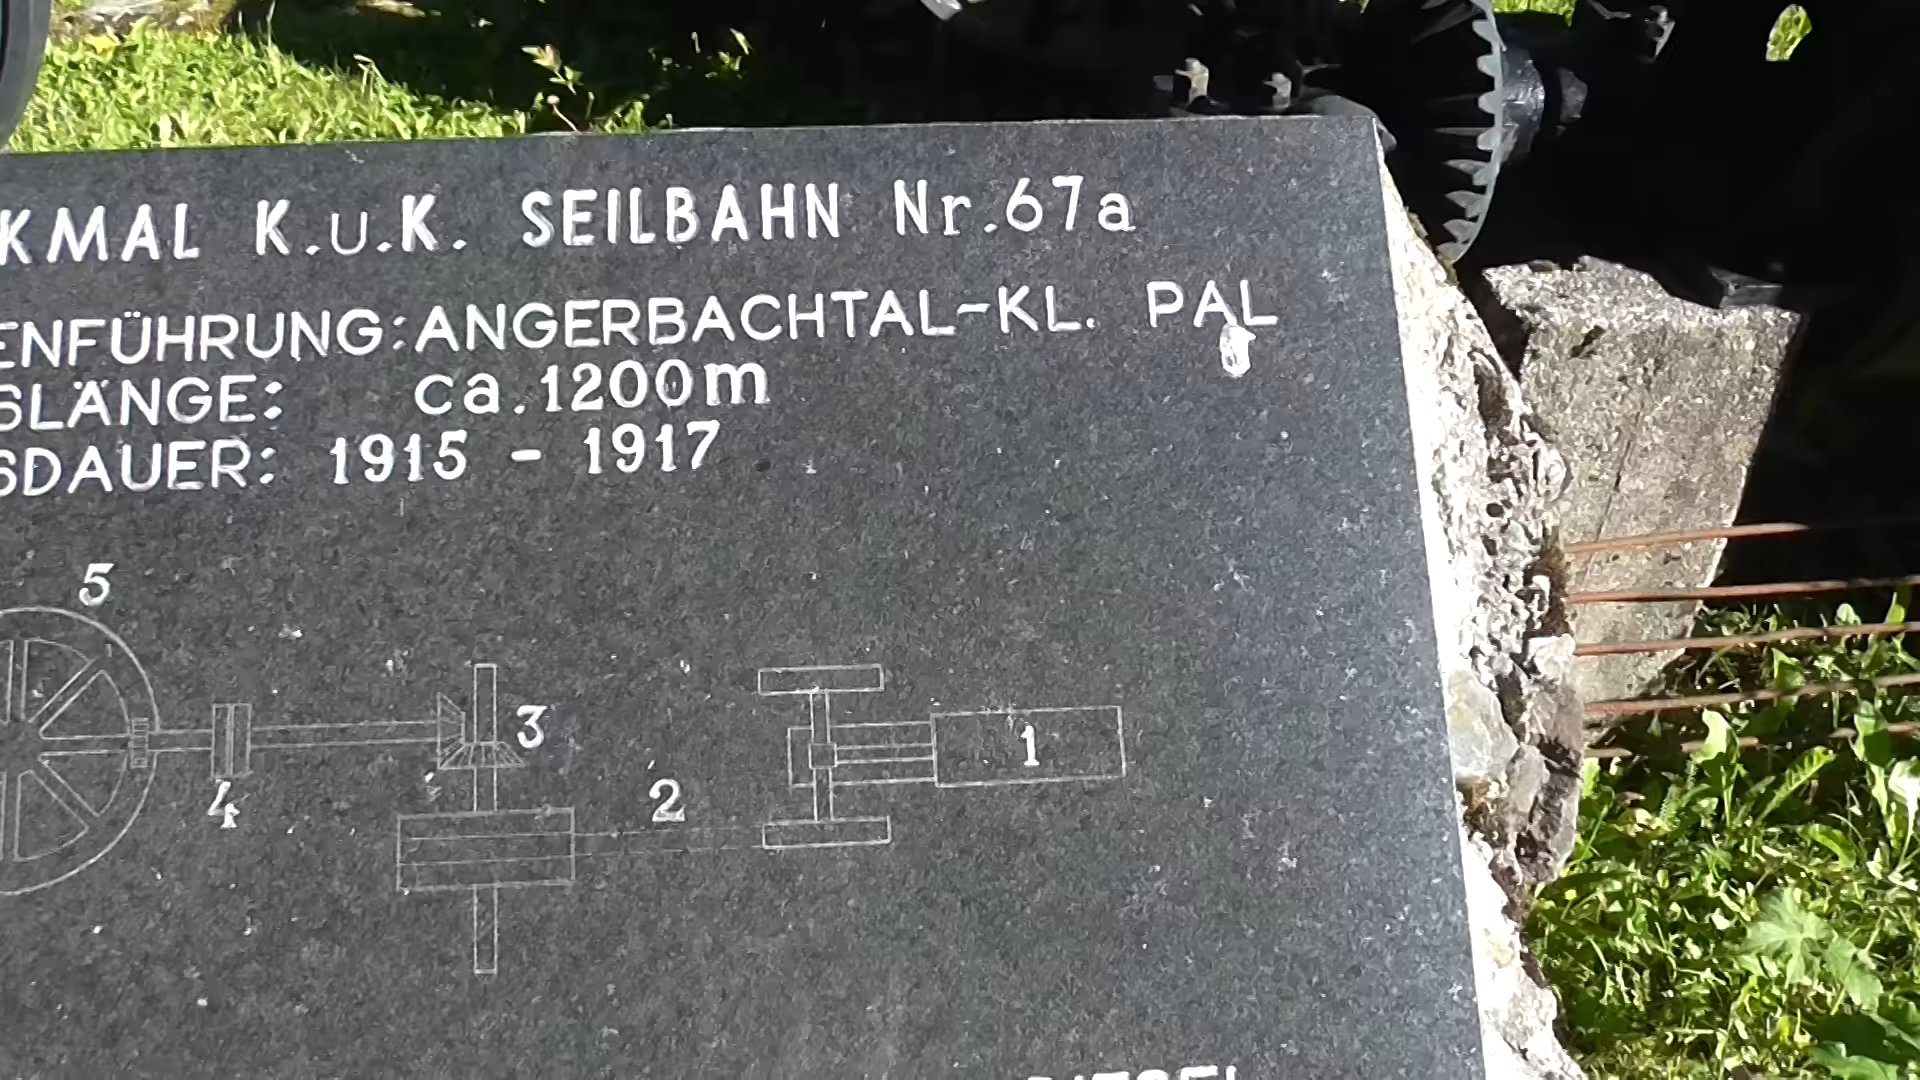 KMAL K.u.K. SEILBAHN Nr.67a
ENFÜHRUNG: ANGERBACHTAL-KL. PAL
SLÄNGE: ca.1200m
SDAUER: 1915 - 1917
5
3
1
2
4